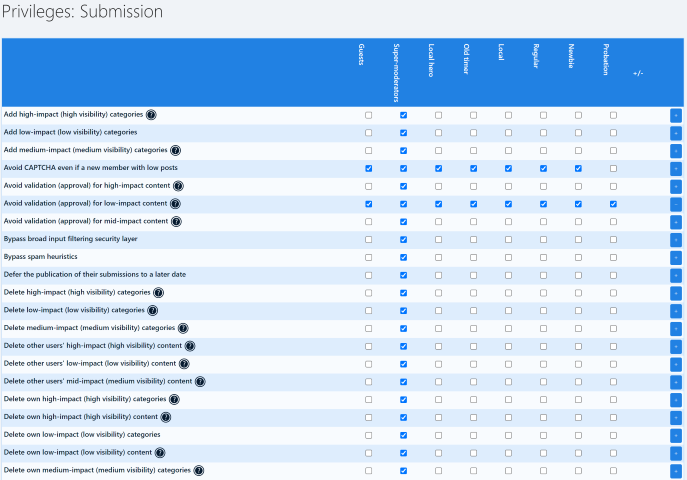 Privileges: Submission
Guests Super-moderators Local hero Old timer Local Regular Newbie Probation +/-
Add high-impact (high visibility) categories ?
Add low-impact (low visibility) categories
Add medium-impact (medium visibility) categories ?
Avoid CAPTCHA even if a new member with low posts
Avoid validation (approval) for high-impact content ?
Avoid validation (approval) for low-impact content ?
Avoid validation (approval) for mid-impact content ?
Bypass broad input filtering security layer
Bypass spam heuristics
Defer the publication of their submissions to a later date
Delete high-impact (high visibility) categories ?
Delete low-impact (low visibility) categories ?
Delete medium-impact (medium visibility) categories ?
Delete other users' high-impact (high visibility) content ?
Delete other users' low-impact (low visibility) content ?
Delete other users' mid-impact (medium visibility) content ?
Delete own high-impact (high visibility) categories ?
Delete own high-impact (high visibility) content ?
Delete own low-impact (low visibility) categories
Delete own low-impact (low visibility) content ?
Delete own medium-impact (medium visibility) categories ?